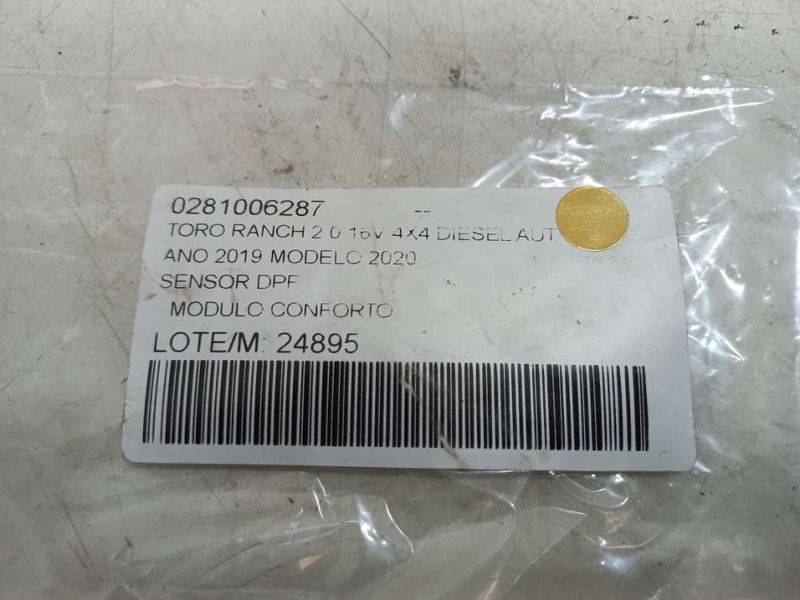 0281006287 --
TORO RANCH 2.0 16V 4X4 DIESEL AUT
ANO 2019 MODELO 2020
SENSOR DPF
MODULO CONFORTO
LOTE/M: 24895